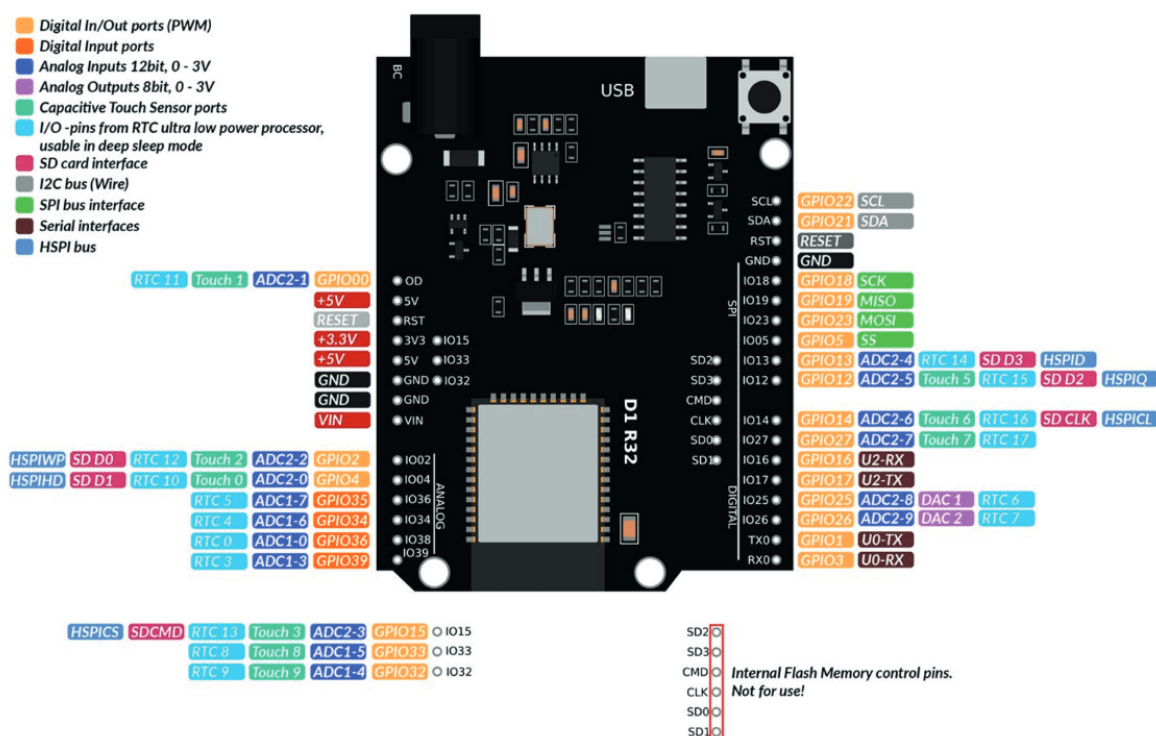 Digital In/Out ports (PWM)
Digital Input ports
Analog Inputs 12bit, 0 - 3V
Analog Outputs 8bit, 0 - 3V
Capacitive Touch Sensor ports
I/O -pins from RTC ultra low power processor,
usable in deep sleep mode
SD card interface
I2C bus (Wire)
SPI bus interface
Serial interfaces
HSPI bus
BC
USB
SCL GPIO22 SCL
SDA GPIO21 SDA
RST RESET
GND GND
RTC 11 Touch 1 ADC2-1 GPIO00 OD
IO18 GPIO18 SCK
+5V 5V
IO19 GPIO19 MISO
RESET RST
IO23 GPIO23 MOSI
+3.3V 3V3 IO15
IO05 GPIO5 SS
+5V 5V IO33
SD2 IO13 GPIO13 ADC2-4 RTC 14 SD D3 HSPID
GND GND IO32
SD3 IO12 GPIO12 ADC2-5 Touch 5 RTC 15 SD D2 HSPIQ
GND GND
CMD
VIN VIN
CLK IO14 GPIO14 ADC2-6 Touch 6 RTC 16 SD CLK HSPICL
SD0 IO27 GPIO27 ADC2-7 Touch 7 RTC 17
HSPIWP SD D0 RTC 12 Touch 2 ADC2-2 GPIO2 IO02
SD1 IO16 GPIO16 U2-RX
HSPIHD SD D1 RTC 10 Touch 0 ADC2-0 GPIO4 IO04
IO17 GPIO17 U2-TX
RTC 5 ADC1-7 GPIO35 IO36
IO25 GPIO25 ADC2-8 DAC 1 RTC 6
RTC 4 ADC1-6 GPIO34 IO34
IO26 GPIO26 ADC2-9 DAC 2 RTC 7
RTC 0 ADC1-0 GPIO36 IO38
TX0 GPIO1 U0-TX
RTC 3 ADC1-3 GPIO39 IO39
RX0 GPIO3 U0-RX
SPI
D1 R32
ANALOG
DIGITAL
HSPICS SDCMD RTC 13 Touch 3 ADC2-3 GPIO15 IO15
RTC 8 Touch 8 ADC1-5 GPIO33 IO33
RTC 9 Touch 9 ADC1-4 GPIO32 IO32
SD2
SD3
CMD
CLK
SD0
SD1
Internal Flash Memory control pins.
Not for use!